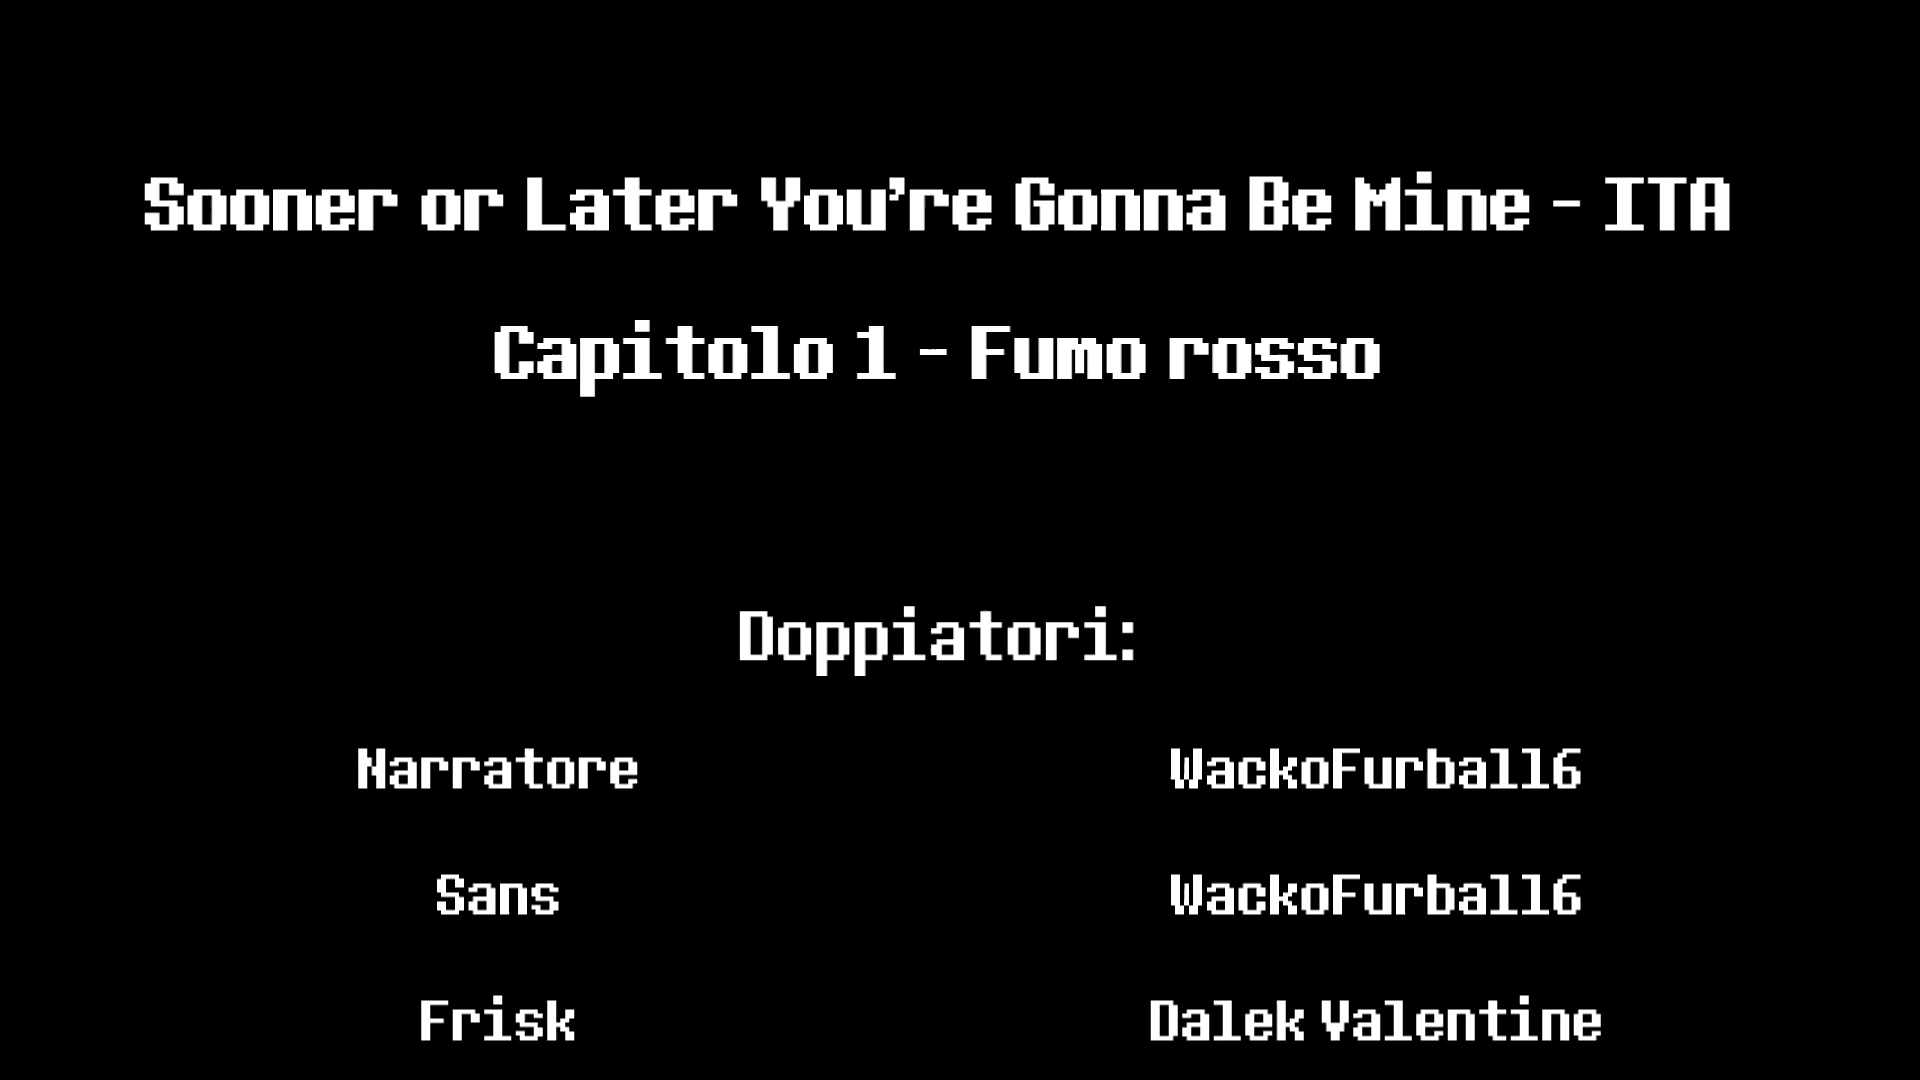 Sooner or Later You're Gonna Be Mine - ITA
Capitolo 1 - Fumo rosso
Doppiatori:
Narratore WackoFurball6
Sans WackoFurball6
Frisk Dalek Valentine